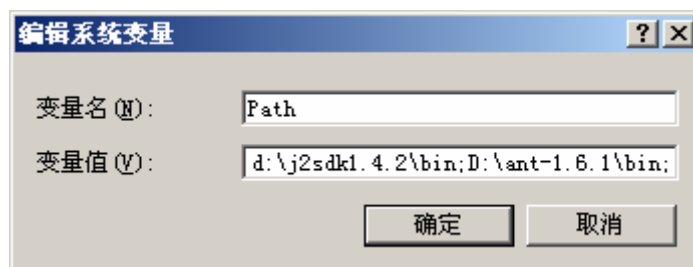 编辑系统变量
变量名(N): Path
变量值(V): d:\j2sdk1.4.2\bin;D:\ant-1.6.1\bin;
确定 取消